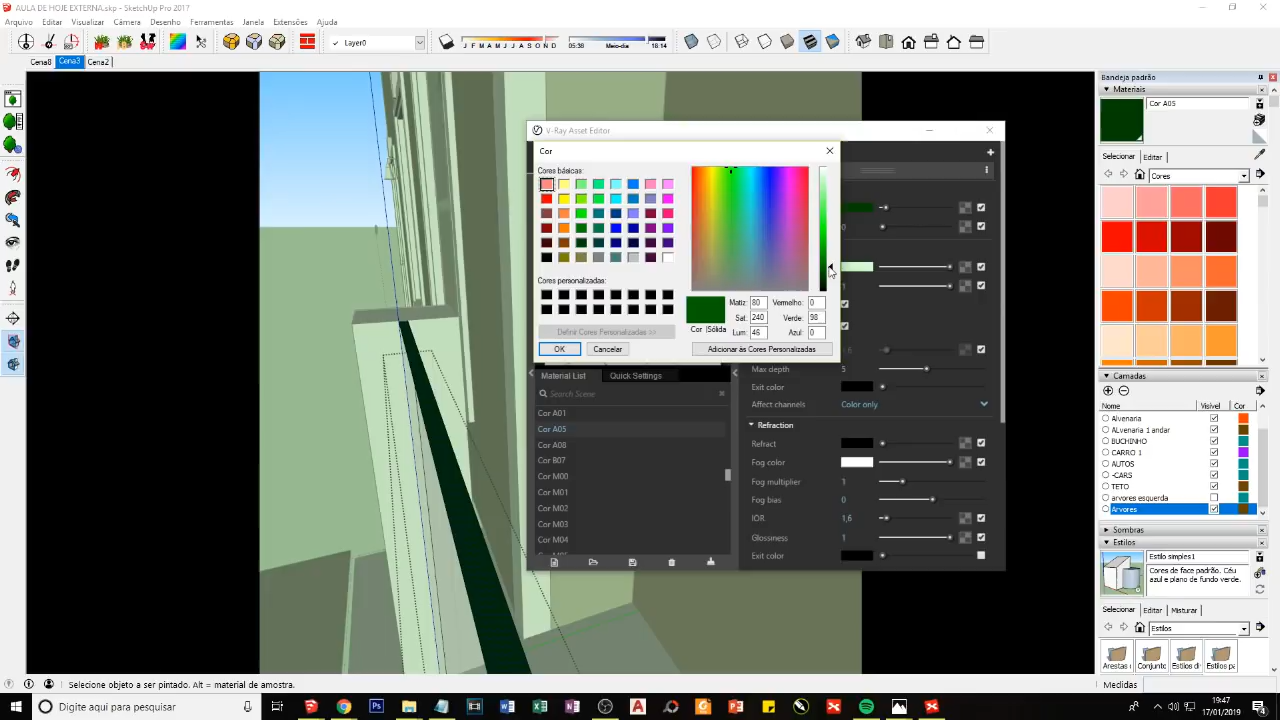 AULA DE HOJE EXTERNA.skp - SketchUp Pro 2017
Arquivo Editar Visualizar Câmera Desenho Ferramentas Janela Extensões Ajuda
Layer0
J F M A M J J A S O N D
05:38 Meio-dia 18:14
Cena8 Cena3 Cena2
Bandeja padrão
Materiais
Cor A05
Selecionar Editar
Cores
V-Ray Asset Editor
Cor
Cores básicas:
Cores personalizadas:
Definir Cores Personalizadas >>
OK Cancelar
Cor |Sólida
Matiz: 80
Sat: 240
Lum: 46
Vermelho: 0
Verde: 98
Azul: 0
Adicionar às Cores Personalizadas
0
1
Max depth 5
Exit color
Affect channels Color only
Refraction
Refract
Fog color
Fog multiplier 1
Fog bias 0
IOR 1,6
Glossiness 1
Exit color
Material List Quick Settings
Search Scene
Cor A01
Cor A05
Cor A08
Cor B07
Cor M00
Cor M01
Cor M02
Cor M03
Cor M04
Camadas
Nome Visível Cor
Alvenaria
ALvenaria 1 andar
BUCHINHO
CARRO 1
AUTOS
-CARS
TETO
arvores esquerda
Arvores
Sombras
Estilos
Estilo simples1
Cores de face padrão. Céu
azul e plano de fundo verde.
Selecionar Editar Misturar
Estilos
Arestas Conjunto Estilos di Estilos pa
Selecione objeto a ser pintado. Alt = material de amostra.
Medidas
Digite aqui para pesquisar
19:47
17/01/2019